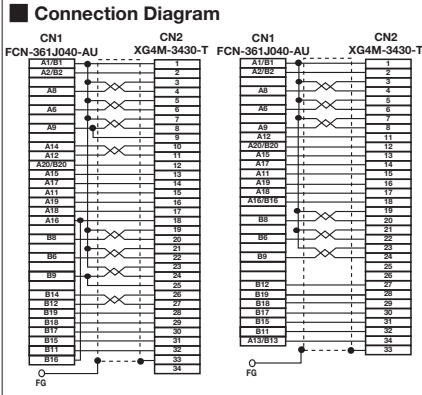 Connection Diagram
CN1
FCN-361J040-AU
A1/B1
A2/B2
A8
A6
A9
A14
A12
A20/B20
A15
A17
A11
A19
A18
A16
B8
B6
B9
B14
B12
B19
B18
B17
B15
B11
B16
FG
CN2
XG4M-3430-T
1
2
3
4
5
6
7
8
9
10
11
12
13
14
15
16
17
18
19
20
21
22
23
24
25
26
27
28
29
30
31
32
33
34
CN1
FCN-361J040-AU
A1/B1
A2/B2
A8
A6
A9
A12
A20/B20
A15
A17
A11
A19
A18
A16/B16
B8
B6
B9
B12
B19
B18
B17
B15
B11
A13/B13
FG
CN2
XG4M-3430-T
1
2
3
4
5
6
7
8
11
12
13
14
15
16
17
18
19
20
21
22
23
24
25
26
27
28
29
30
31
32
34
33